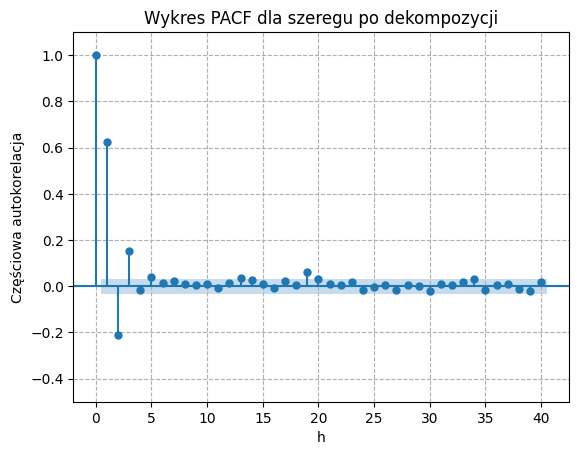 Wykres PACF dla szeregu po dekompozycji
1.0
0.8
0.6
0.4
0.2
0.0
−0.2
−0.4
Częściowa autokorelacja
0 5 10 15 20 25 30 35 40
h